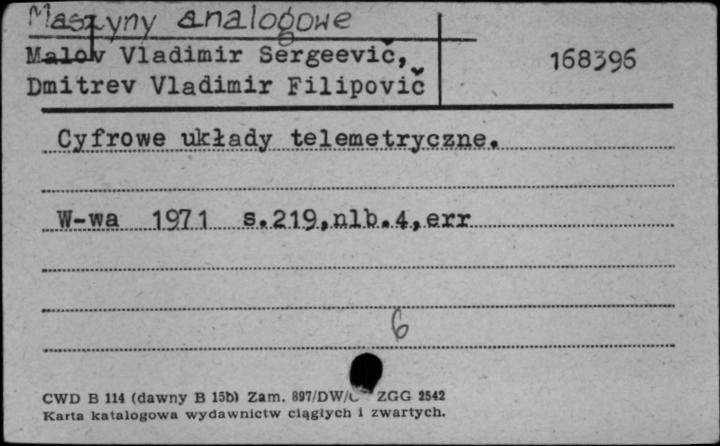 Maszyny analogowe
Malov Vladimir Sergeevič,
168396
Dmitrev Vladimir Filipovič
Cyfrowe układy telemetryczne.
W-wa 1971 s.219,nlb.4,err
6
CWD B 114 (dawny B 15b) Zam. 897/DW/ ZGG 2542
Karta katalogowa wydawnictw ciągłych i zwartych.